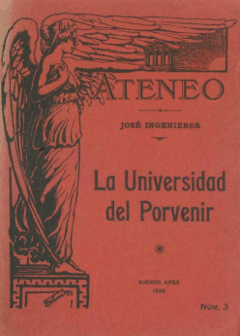 ATENEO
JOSÉ INGENIEROS
La Universidad
del Porvenir
BUENOS AIRES
NÚM. 3